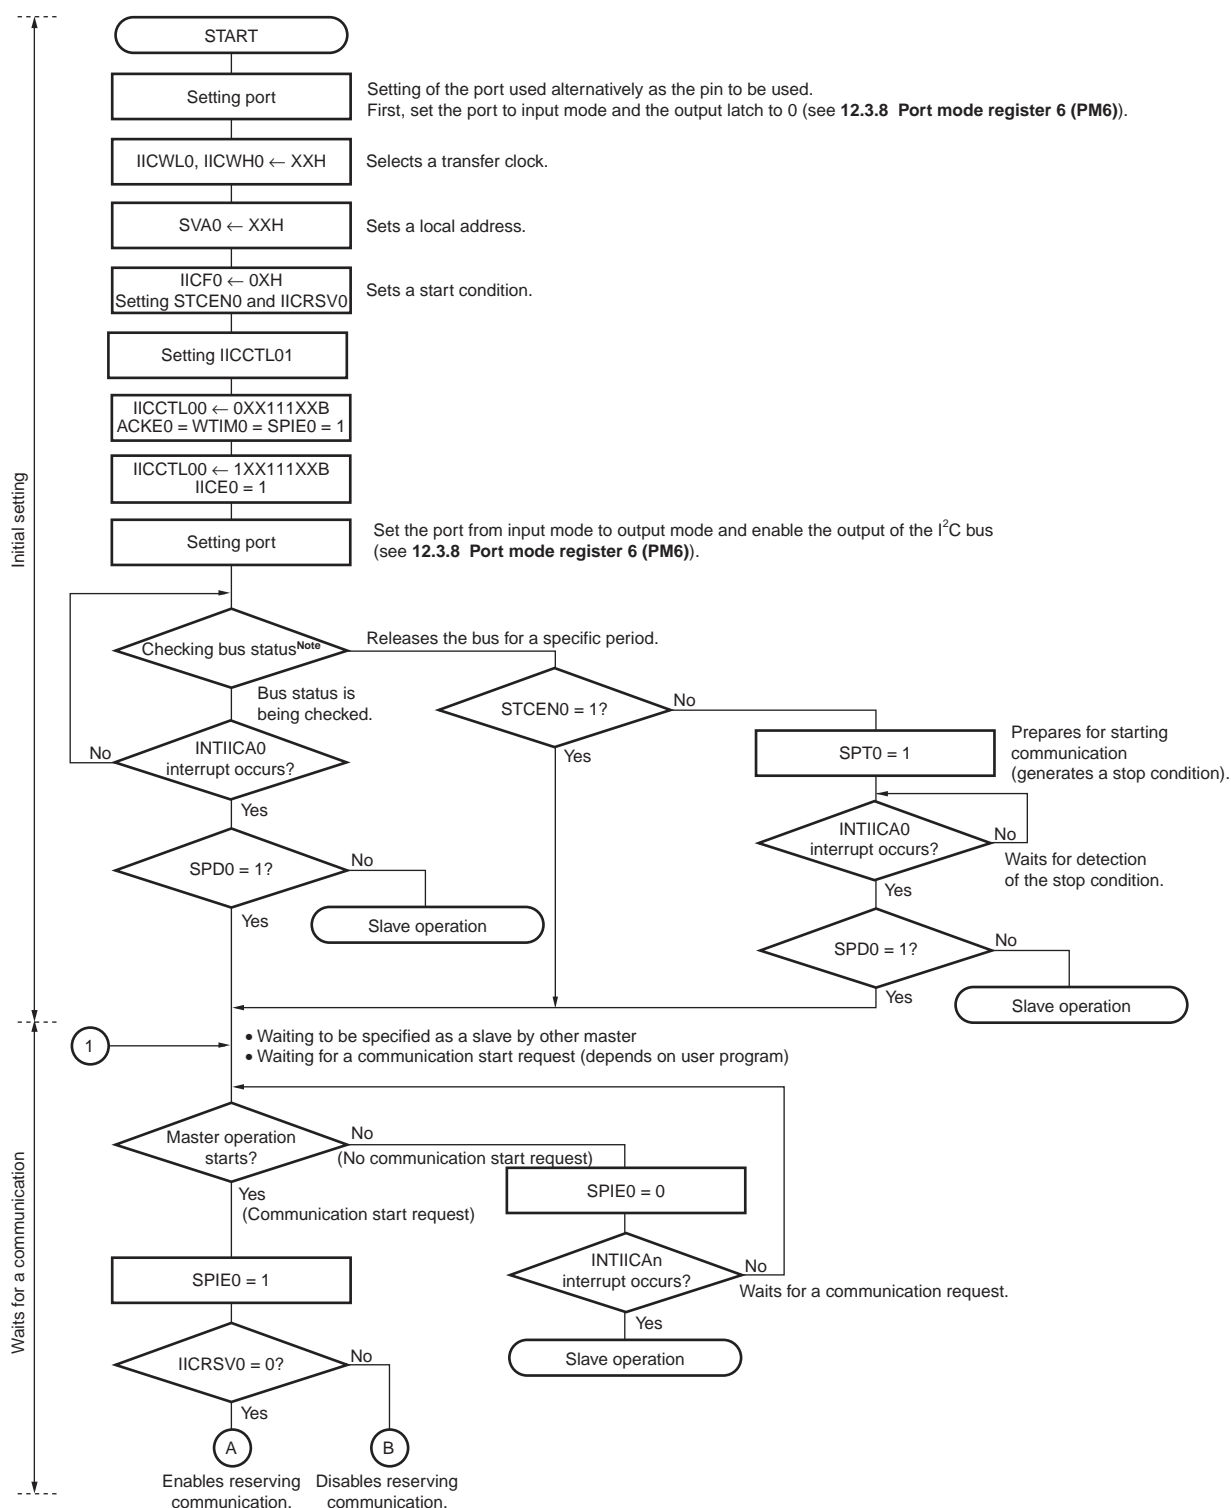 START
Setting port
Setting of the port used alternatively as the pin to be used.
First, set the port to input mode and the output latch to 0 (see 12.3.8 Port mode register 6 (PM6)).
IICWL0, IICWH0 ← XXH
Selects a transfer clock.
SVA0 ← XXH
Sets a local address.
IICF0 ← 0XH
Setting STCEN0 and IICRSV0
Sets a start condition.
Setting IICCTL01
IICCTL00 ← 0XX111XXB
ACKE0 = WTIM0 = SPIE0 = 1
IICCTL00 ← 1XX111XXB
IICE0 = 1
Initial setting
Setting port
Set the port from input mode to output mode and enable the output of the I²C bus
(see 12.3.8 Port mode register 6 (PM6)).
Checking bus statusNote
Releases the bus for a specific period.
Bus status is
being checked.
STCEN0 = 1?
No
Yes
SPT0 = 1
Prepares for starting
communication
(generates a stop condition).
No
INTIICA0
interrupt occurs?
Yes
INTIICA0
interrupt occurs?
No
Waits for detection
of the stop condition.
Yes
SPD0 = 1?
No
Yes
Slave operation
SPD0 = 1?
No
Yes
Slave operation
1
• Waiting to be specified as a slave by other master
• Waiting for a communication start request (depends on user program)
Waits for a communication
Master operation
starts?
No
(No communication start request)
Yes
(Communication start request)
SPIE0 = 0
INTIICAn
interrupt occurs?
No
Waits for a communication request.
Yes
Slave operation
SPIE0 = 1
IICRSV0 = 0?
No
Yes
A
B
Enables reserving
communication.
Disables reserving
communication.